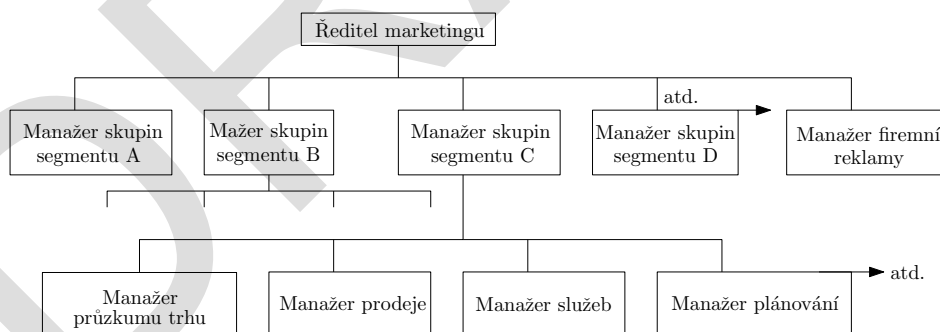 Ředitel marketingu
atd.
Manažer skupin
segmentu A
Mažer skupin
segmentu B
Manažer skupin
segmentu C
Manažer skupin
segmentu D
Manažer firemní
reklamy
atd.
Manažer
průzkumu trhu
Manažer prodeje
Manažer služeb
Manažer plánování